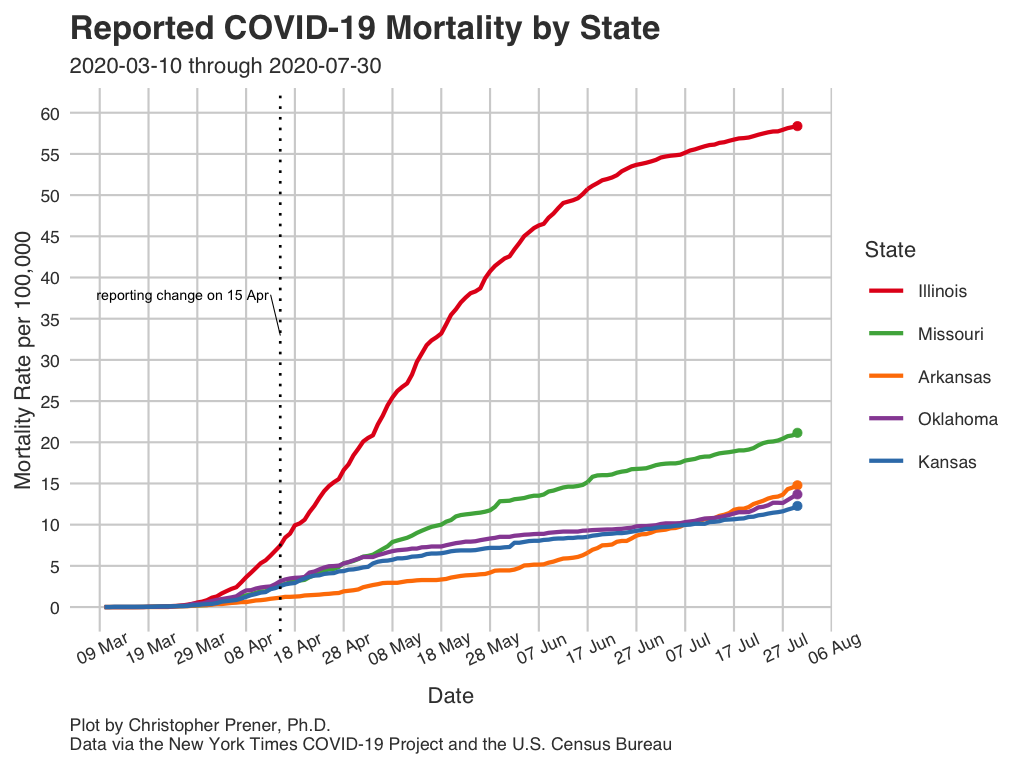 Reported COVID-19 Mortality by State
2020-03-10 through 2020-07-30
Mortality Rate per 100,000
60
55
50
45
40
35
30
25
20
15
10
5
0
reporting change on 15 Apr
09 Mar
19 Mar
29 Mar
08 Apr
18 Apr
28 Apr
08 May
18 May
28 May
07 Jun
17 Jun
27 Jun
07 Jul
17 Jul
27 Jul
06 Aug
Date
State
Illinois
Missouri
Arkansas
Oklahoma
Kansas
Plot by Christopher Prener, Ph.D.
Data via the New York Times COVID-19 Project and the U.S. Census Bureau